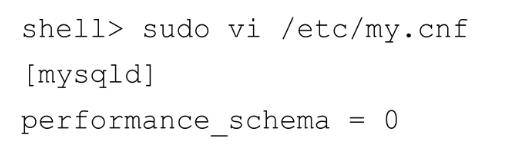 shell> sudo vi /etc/my.cnf
[mysqld]
performance_schema = 0